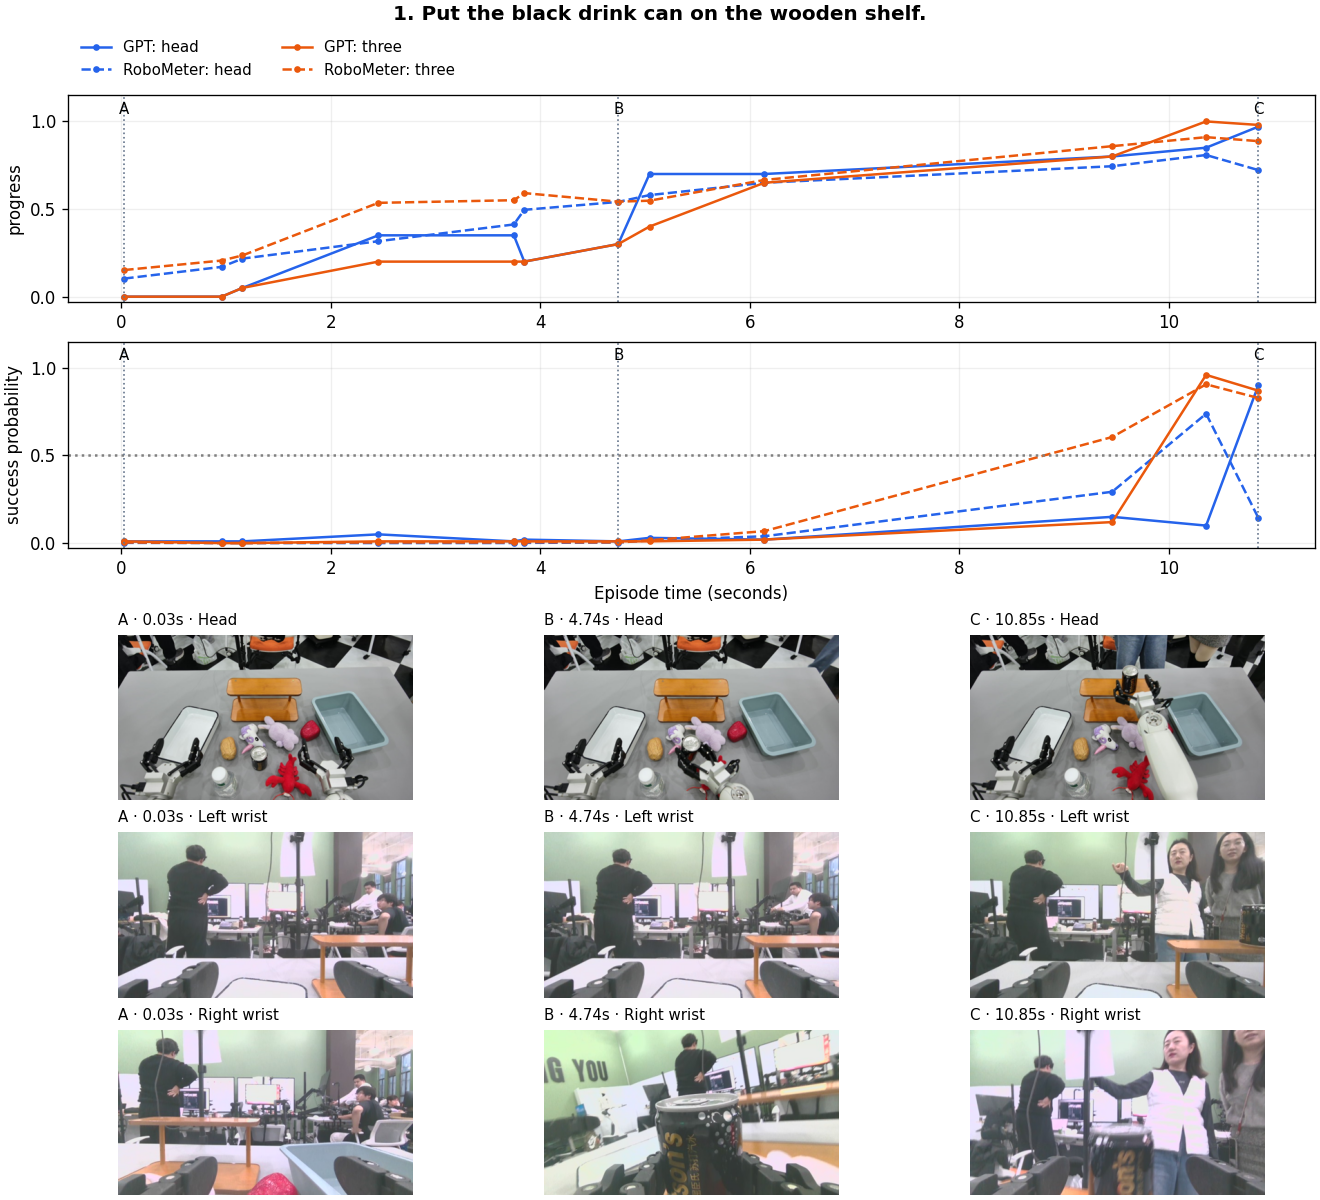 1. Put the black drink can on the wooden shelf.
GPT: head
GPT: three
RoboMeter: head
RoboMeter: three
A
B
C
progress
1.0
0.5
0.0
0
2
4
6
8
10
A
B
C
success probability
1.0
0.5
0.0
0
2
4
6
8
10
Episode time (seconds)
A · 0.03s · Head
B · 4.74s · Head
C · 10.85s · Head
A · 0.03s · Left wrist
B · 4.74s · Left wrist
C · 10.85s · Left wrist
A · 0.03s · Right wrist
B · 4.74s · Right wrist
C · 10.85s · Right wrist
G YOU
son's
on's